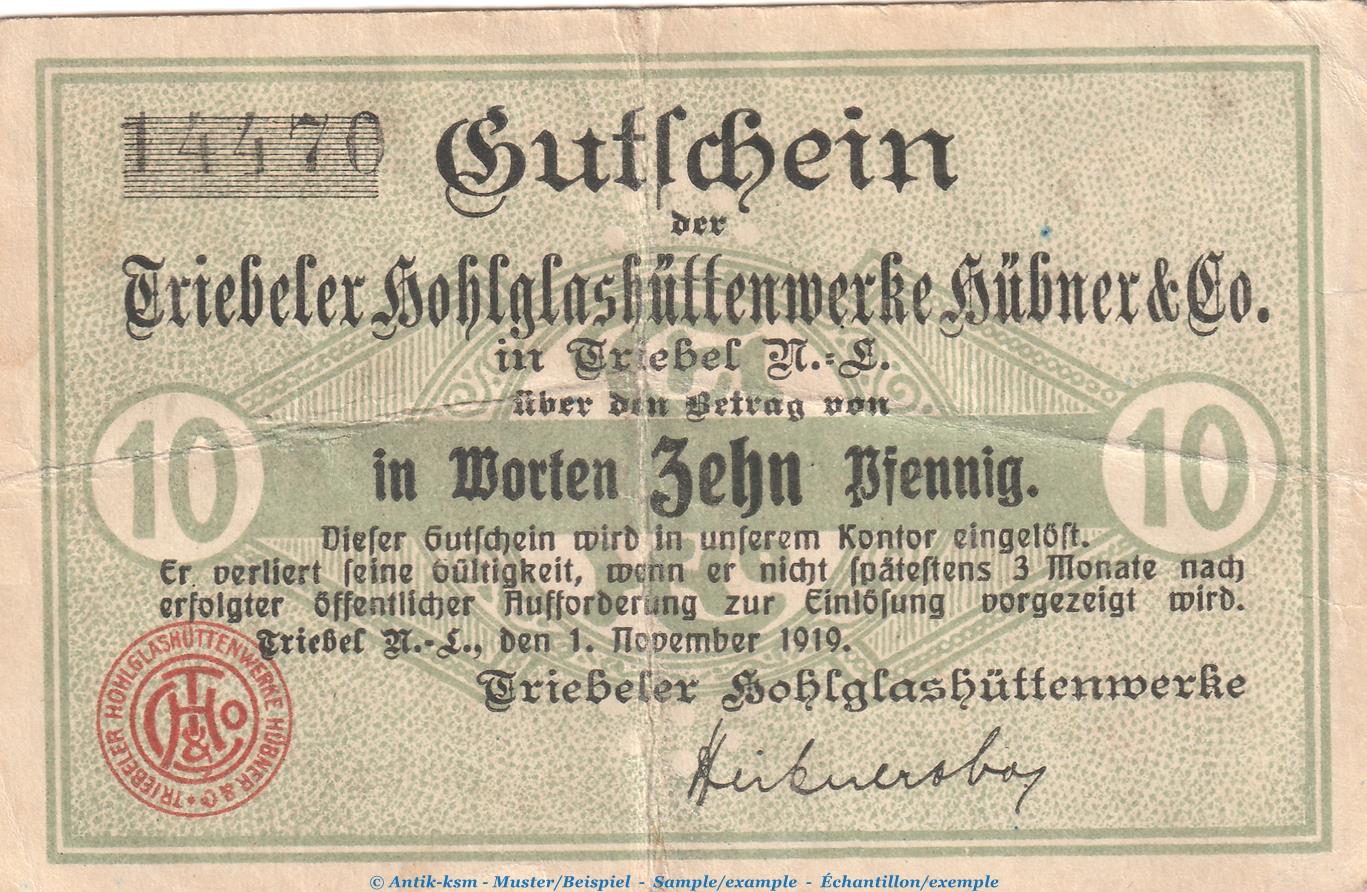 14470
Gutschein
der
Triebeler Hohlglashüttenwerke Hübner & Co.
in Triebel N.-L.
über den Betrag von
10 in Worten Zehn Pfennig. 10
Dieser Gutschein wird in unserem Kontor eingelöst.
Er verliert seine Gültigkeit, wenn er nicht spätestens 3 Monate nach
erfolgter öffentlicher Aufforderung zur Einlösung vorgezeigt wird.
Triebel N.-L., den 1. November 1919.
Triebeler Hohlglashüttenwerke
TRIEBELER HOHLGLASHÜTTENWERKE HÜBNER & Co
© Antik-ksm - Muster/Beispiel - Sample/example - Échantillon/exemple